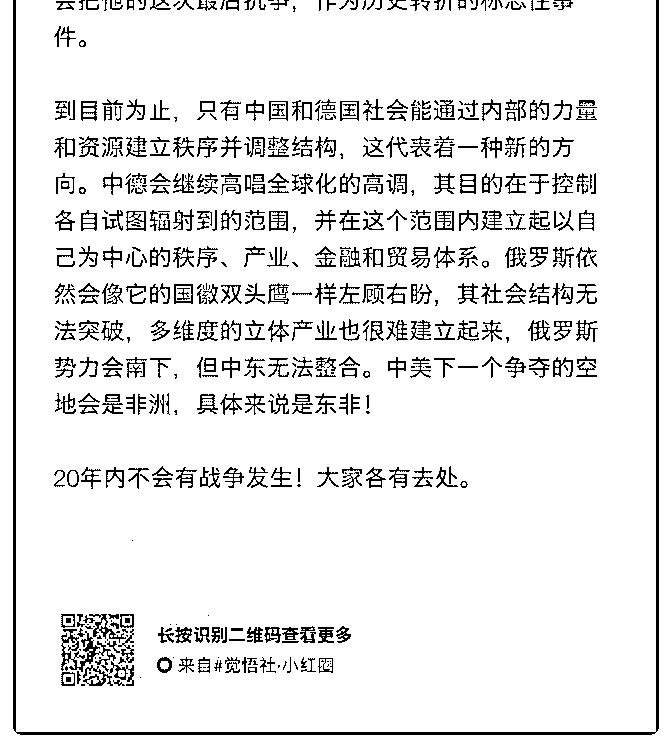 会把他的这次最后抗争，作为历史转折的标志性事
件。
到目前为止，只有中国和德国社会能通过内部的力量
和资源建立秩序并调整结构，这代表着一种新的方
向。中德会继续高唱全球化的高调，其目的在于控制
各自试图辐射到的范围，并在这个范围内建立起以自
己为中心的秩序、产业、金融和贸易体系。俄罗斯依
然会像它的国徽双头鹰一样左顾右盼，其社会结构无
法突破，多维度的立体产业也很难建立起来，俄罗斯
势力会南下，但中东无法整合。中美下一个争夺的空
地会是非洲，具体来说是东非！
20年内不会有战争发生！大家各有去处。
长按识别二维码查看更多
来自#觉悟社·小红圈